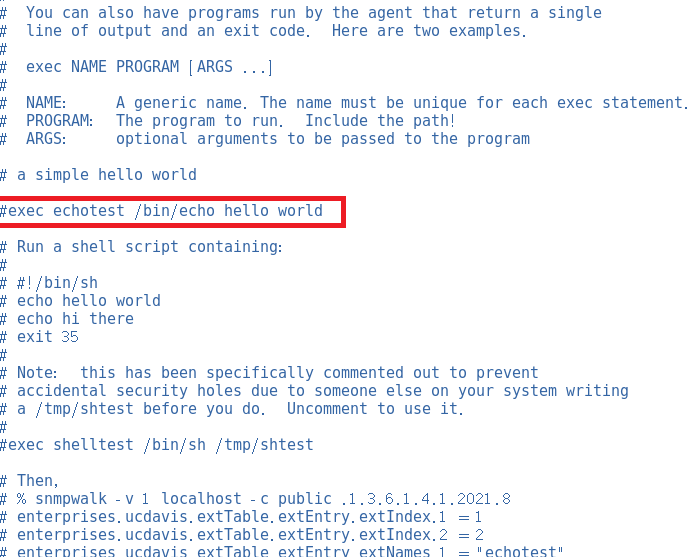 #
#  You can also have programs run by the agent that return a single
#  line of output and an exit code.  Here are two examples.
#
#  exec NAME PROGRAM [ARGS ...]
#
#  NAME:     A generic name. The name must be unique for each exec statement.
#  PROGRAM:  The program to run.  Include the path!
#  ARGS:     optional arguments to be passed to the program

# a simple hello world

#exec echotest /bin/echo hello world

# Run a shell script containing:
#
# #!/bin/sh
# echo hello world
# echo hi there
# exit 35
#
# Note:  this has been specifically commented out to prevent
# accidental security holes due to someone else on your system writing
# a /tmp/shtest before you do.  Uncomment to use it.
#
#exec shelltest /bin/sh /tmp/shtest

# Then,
# % snmpwalk -v 1 localhost -c public .1.3.6.1.4.1.2021.8
# enterprises.ucdavis.extTable.extEntry.extIndex.1 = 1
# enterprises.ucdavis.extTable.extEntry.extIndex.2 = 2
# enterprises.ucdavis.extTable.extEntry.extNames.1 = "echotest"